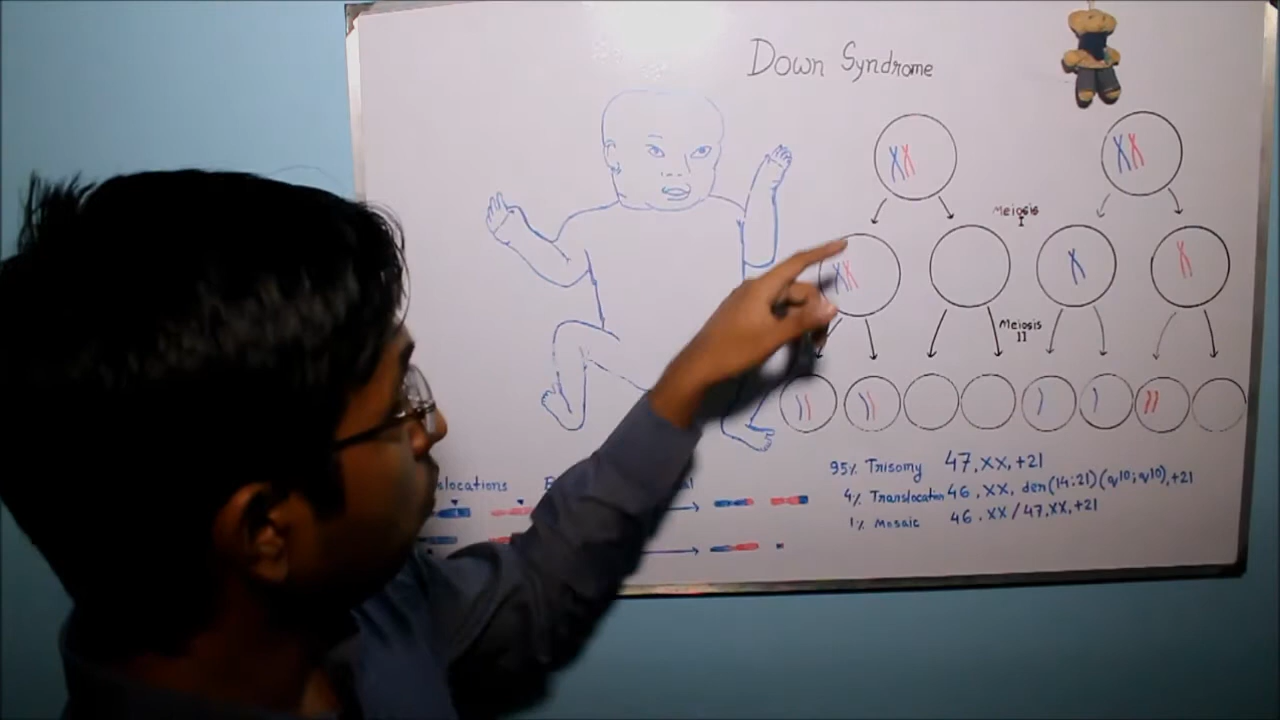 Down Syndrome
Meiosis
I
Meiosis
II
95% Trisomy 47,XX,+21
4% Translocation 46,XX, der(14;21)(q10;q10),+21
1% Mosaic 46.XX/47,XX,+21